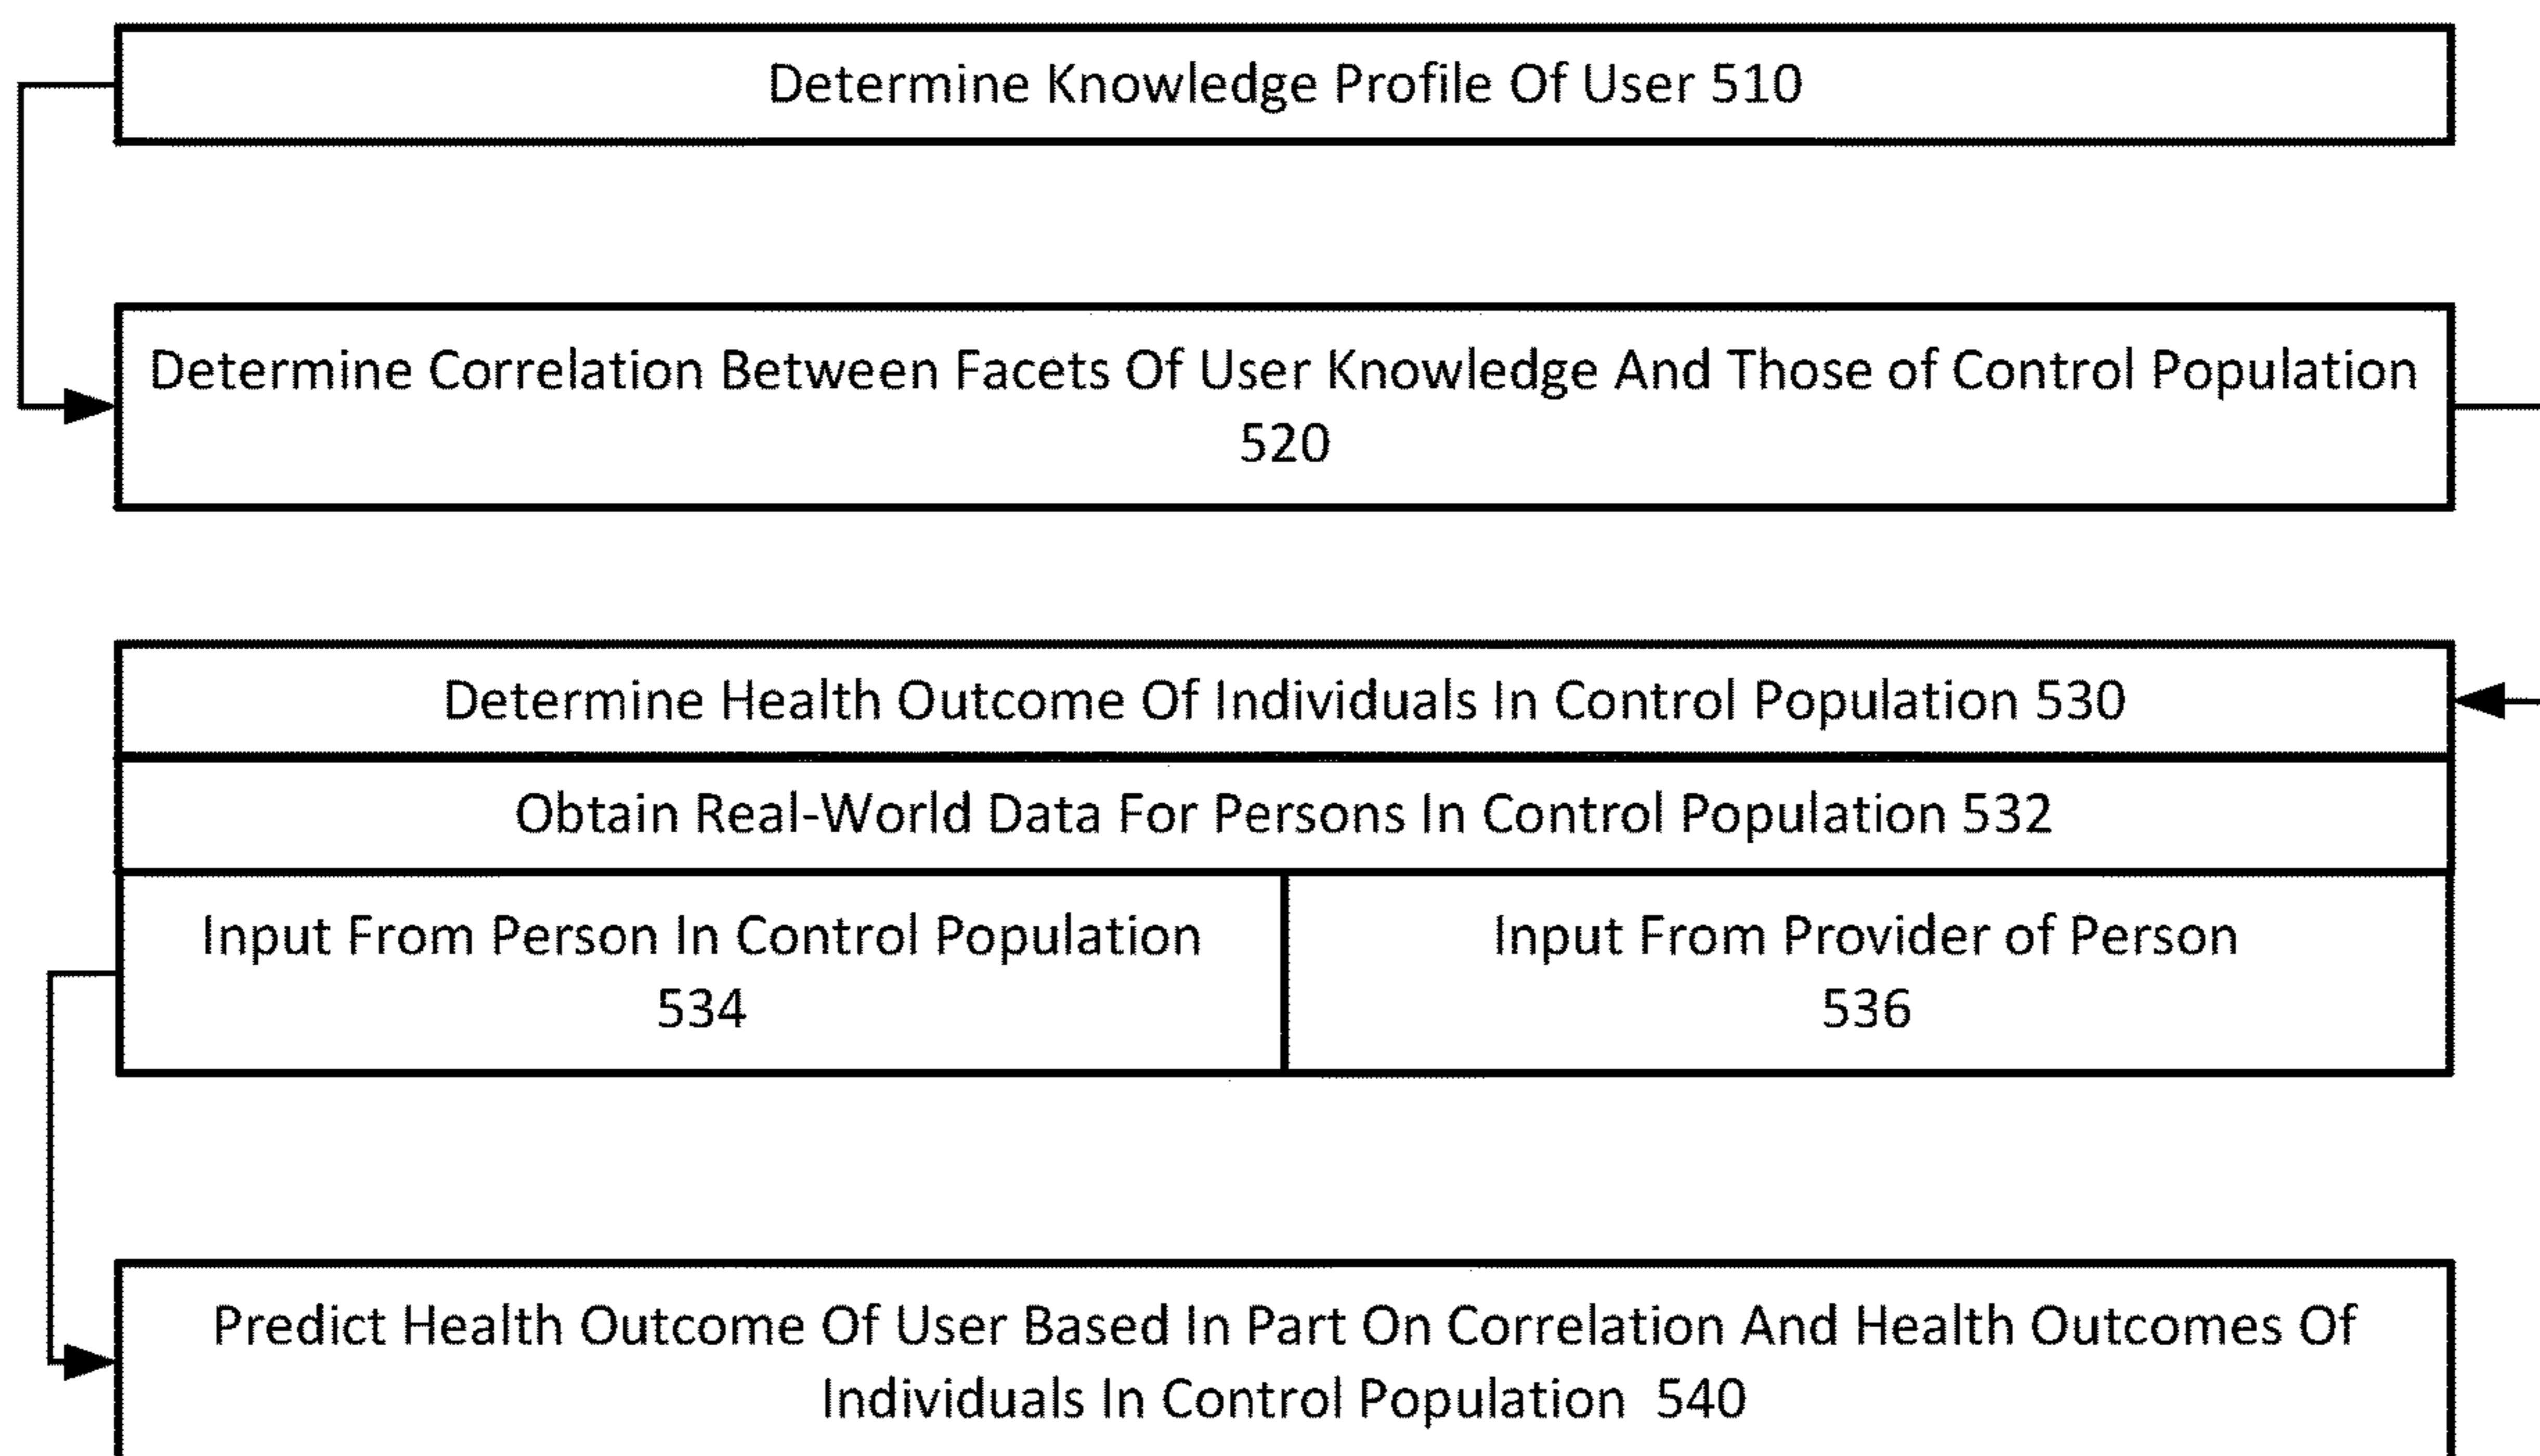 Determine Knowledge Profile Of User 510
Determine Correlation Between Facets Of User Knowledge And Those of Control Population
520
Determine Health Outcome Of Individuals In Control Population 530
Obtain Real-World Data For Persons In Control Population 532
Input From Person In Control Population
534
Input From Provider of Person
536
Predict Health Outcome Of User Based In Part On Correlation And Health Outcomes Of
Individuals In Control Population 540